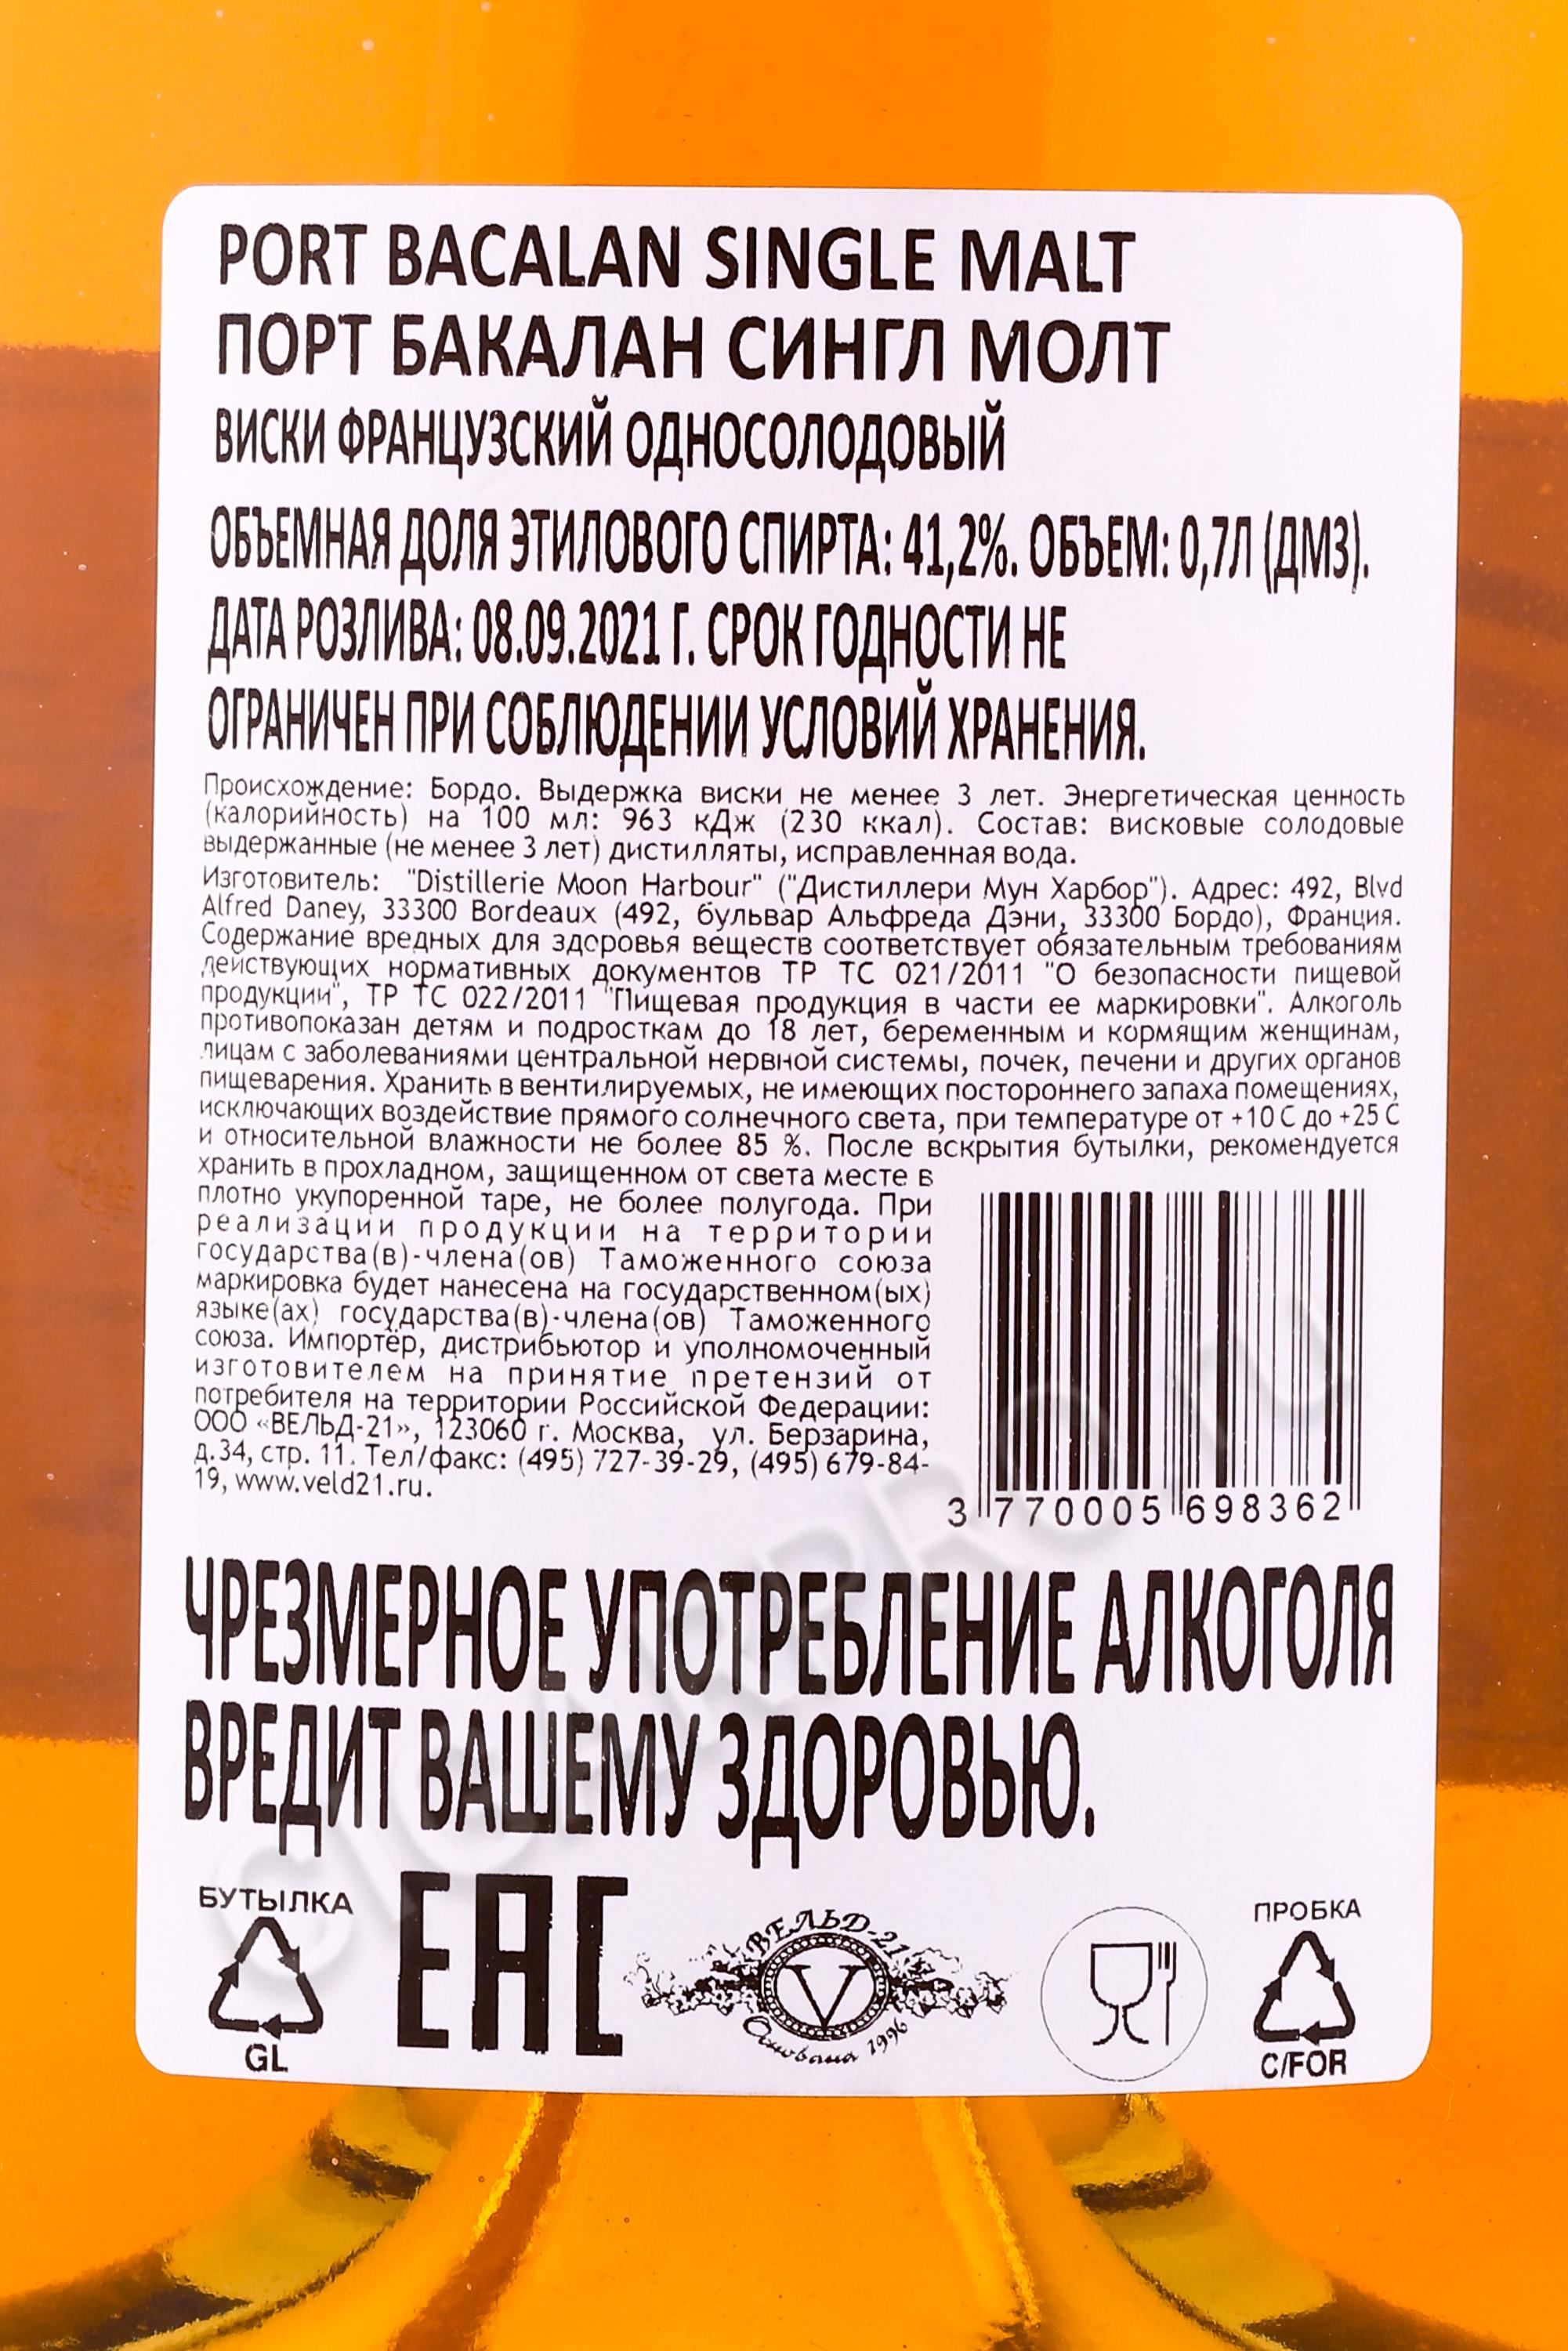 PORT BACALAN SINGLE MALT
ПОРТ БАКАЛАН СИНГЛ МОЛТ
ВИСКИ ФРАНЦУЗСКИЙ ОДНОСОЛОДОВЫЙ
ОБЪЕМНАЯ ДОЛЯ ЭТИЛОВОГО СПИРТА: 41,2%. ОБЪЕМ: 0,7Л (ДМ3).
ДАТА РОЗЛИВА: 08.09.2021 Г. СРОК ГОДНОСТИ НЕ
ОГРАНИЧЕН ПРИ СОБЛЮДЕНИИ УСЛОВИЙ ХРАНЕНИЯ.
Происхождение: Бордо. Выдержка виски не менее 3 лет. Энергетическая ценность
(калорийность) на 100 мл: 963 кДж (230 ккал). Состав: висковые солодовые
выдержанные (не менее 3 лет) дистилляты, исправленная вода.
Изготовитель: "Distillerie Moon Harbour" ("Дистиллери Мун Харбор"). Адрес: 492, Blvd
Alfred Daney, 33300 Bordeaux (492, бульвар Альфреда Дэни, 33300 Бордо), Франция.
Содержание вредных для здоровья веществ соответствует обязательным требованиям
действующих нормативных документов ТР ТС 021/2011 "О безопасности пищевой
продукции", ТР ТС 022/2011 "Пищевая продукция в части ее маркировки". Алкоголь
противопоказан детям и подросткам до 18 лет, беременным и кормящим женщинам,
лицам с заболеваниями центральной нервной системы, почек, печени и других органов
пищеварения. Хранить в вентилируемых, не имеющих постороннего запаха помещениях,
исключающих воздействие прямого солнечного света, при температуре от +10 С до +25 С
и относительной влажности не более 85 %. После вскрытия бутылки, рекомендуется
хранить в прохладном, защищенном от света месте в
плотно укупоренной таре, не более полугода. При
реализации продукции на территории
государства(в)-члена(ов) Таможенного союза
маркировка будет нанесена на государственном(ых)
языке(ах) государства(в)-члена(ов) Таможенного
союза. Импортёр, дистрибьютор и уполномоченный
изготовителем на принятие претензий от
потребителя на территории Российской Федерации:
ООО «ВЕЛЬД-21», 123060 г. Москва, ул. Берзарина,
д.34, стр. 11. Тел/факс: (495) 727-39-29, (495) 679-84-
19, www.veld21.ru.
3 770005 698362
ЧРЕЗМЕРНОЕ УПОТРЕБЛЕНИЕ АЛКОГОЛЯ
ВРЕДИТ ВАШЕМУ ЗДОРОВЬЮ.
БУТЫЛКА
GL
EAC
ВЕЛЬД-21
V
Основана 1996
ПРОБКА
C/FOR
CIGARPRO.ru